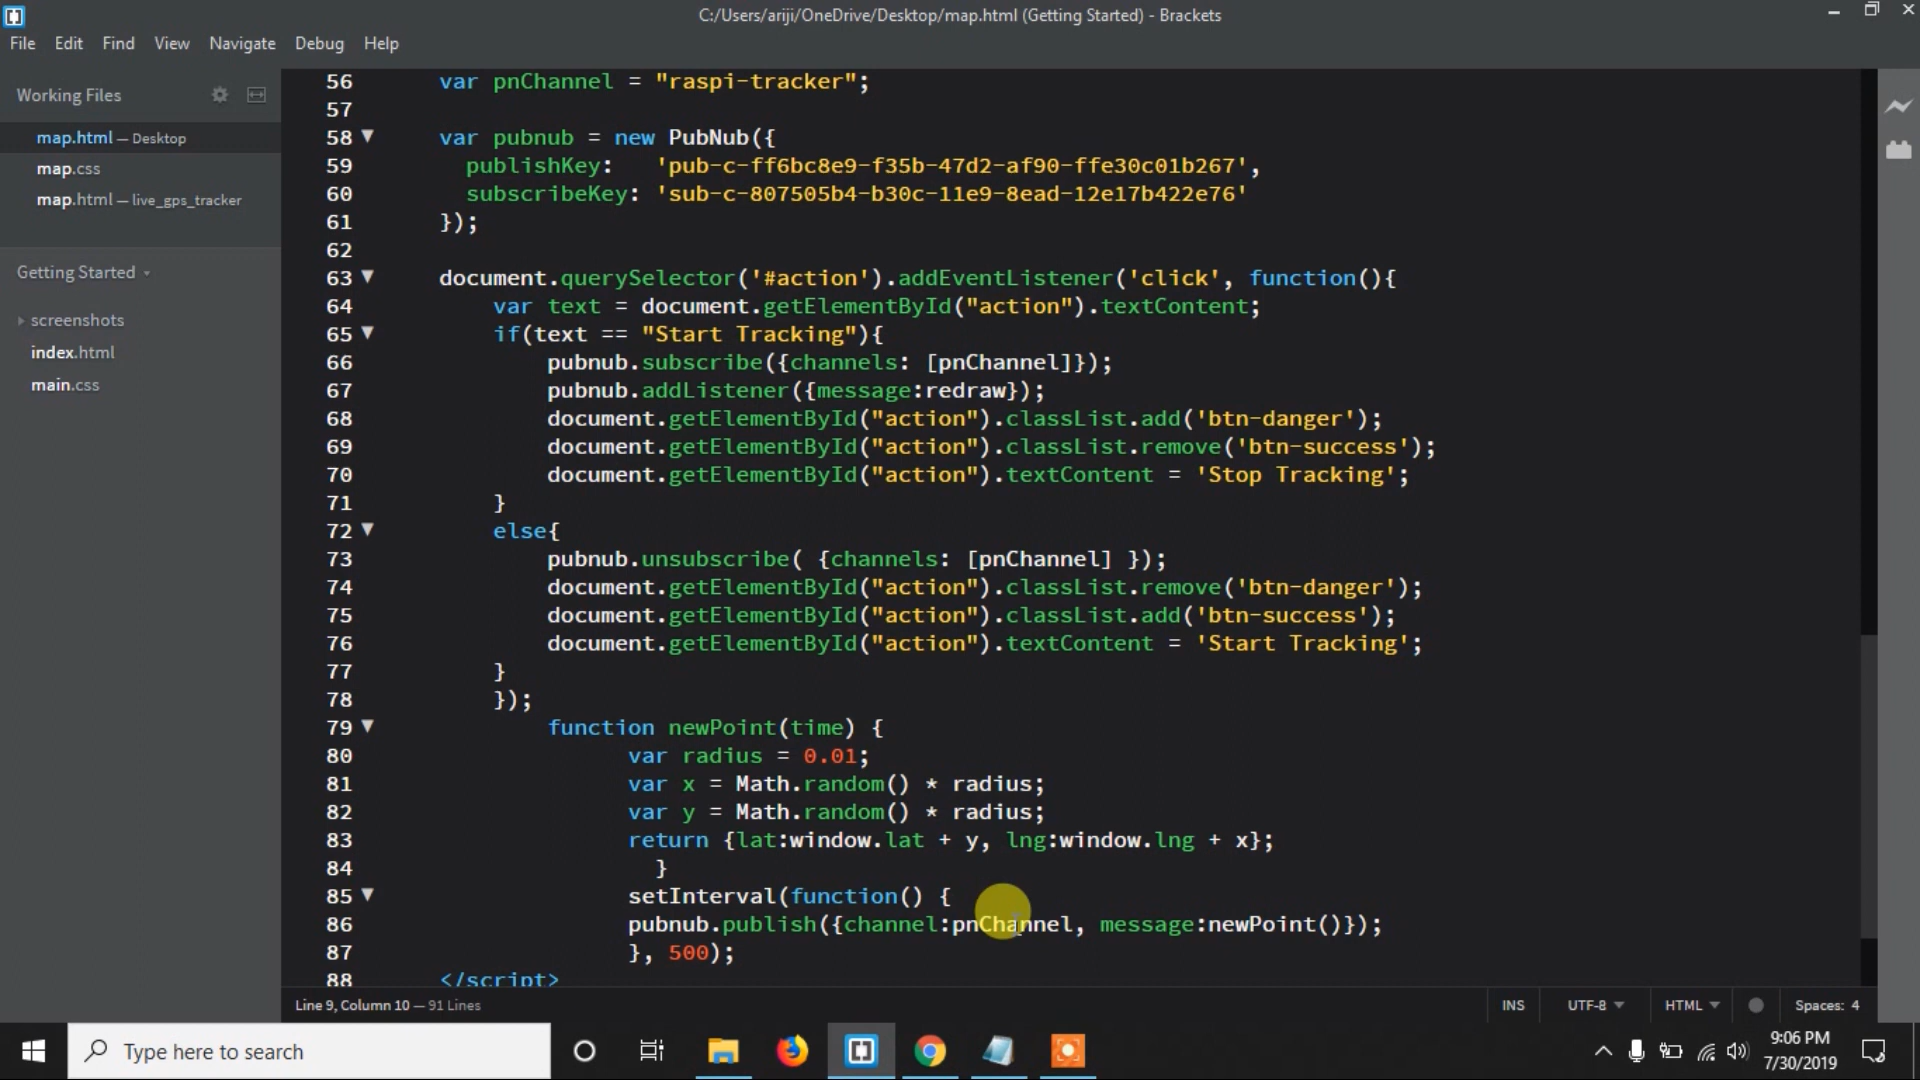 C:/Users/ariji/OneDrive/Desktop/map.html (Getting Started) - Brackets
File Edit Find View Navigate Debug Help
Working Files
map.html — Desktop
map.css
map.html — live_gps_tracker
Getting Started
screenshots
index.html
main.css
56 var pnChannel = "raspi-tracker";
57
58 var pubnub = new PubNub({
59 publishKey: 'pub-c-ff6bc8e9-f35b-47d2-af90-ffe30c01b267',
60 subscribeKey: 'sub-c-807505b4-b30c-11e9-8ead-12e17b422e76'
61 });
62
63 document.querySelector('#action').addEventListener('click', function(){
64 var text = document.getElementById("action").textContent;
65 if(text == "Start Tracking"){
66 pubnub.subscribe({channels: [pnChannel]});
67 pubnub.addListener({message:redraw});
68 document.getElementById("action").classList.add('btn-danger');
69 document.getElementById("action").classList.remove('btn-success');
70 document.getElementById("action").textContent = 'Stop Tracking';
71 }
72 else{
73 pubnub.unsubscribe( {channels: [pnChannel] });
74 document.getElementById("action").classList.remove('btn-danger');
75 document.getElementById("action").classList.add('btn-success');
76 document.getElementById("action").textContent = 'Start Tracking';
77 }
78 });
79 function newPoint(time) {
80 var radius = 0.01;
81 var x = Math.random() * radius;
82 var y = Math.random() * radius;
83 return {lat:window.lat + y, lng:window.lng + x};
84 }
85 setInterval(function() {
86 pubnub.publish({channel:pnChannel, message:newPoint()});
87 }, 500);
88 </script>
Line 9, Column 10 — 91 Lines
INS UTF-8 HTML Spaces: 4
Type here to search
9:06 PM
7/30/2019